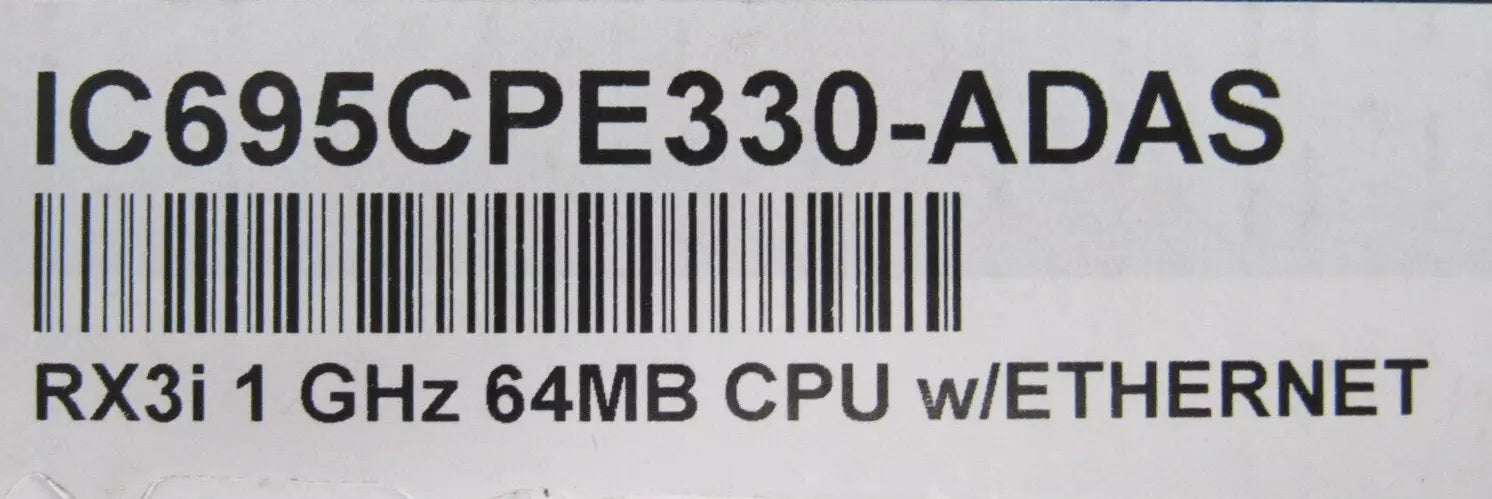 IC695CPE330-ADAS
RX3i 1 GHz 64MB CPU w/ETHERNET